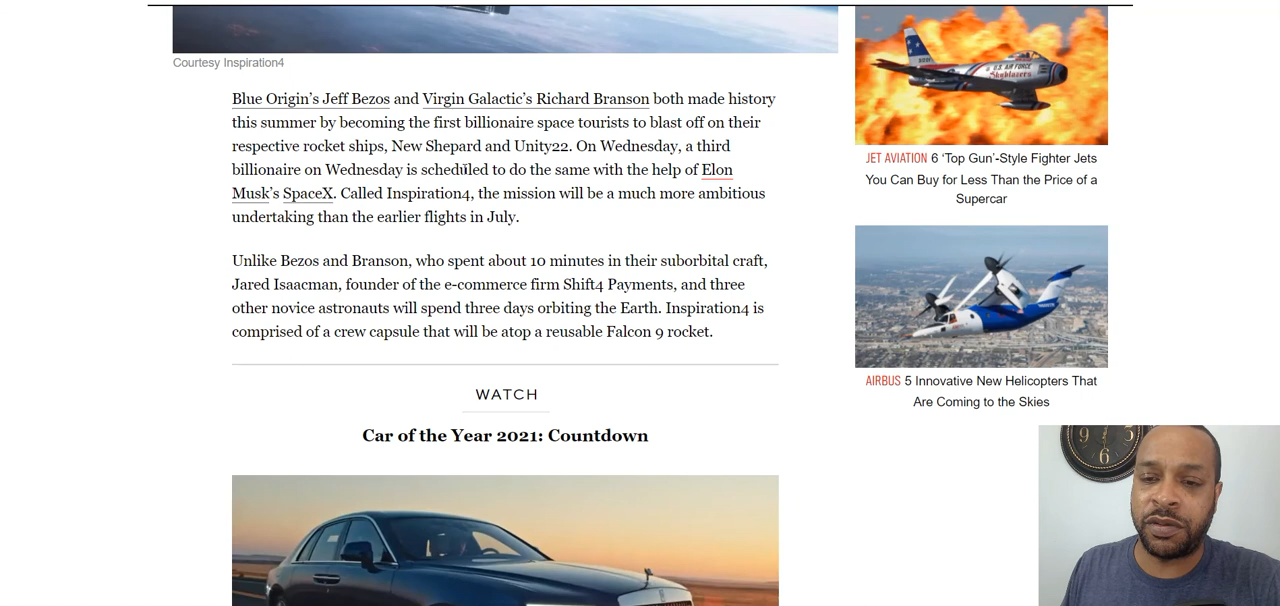 Courtesy Inspiration4
Blue Origin's Jeff Bezos and Virgin Galactic's Richard Branson both made history
this summer by becoming the first billionaire space tourists to blast off on their
respective rocket ships, New Shepard and Unity22. On Wednesday, a third
billionaire on Wednesday is scheduled to do the same with the help of Elon
Musk's SpaceX. Called Inspiration4, the mission will be a much more ambitious
undertaking than the earlier flights in July.
Unlike Bezos and Branson, who spent about 10 minutes in their suborbital craft,
Jared Isaacman, founder of the e-commerce firm Shift4 Payments, and three
other novice astronauts will spend three days orbiting the Earth. Inspiration4 is
comprised of a crew capsule that will be atop a reusable Falcon 9 rocket.
WATCH
Car of the Year 2021: Countdown
U.S. AIR FORCE
Skyblazers
JET AVIATION 6 'Top Gun'-Style Fighter Jets
You Can Buy for Less Than the Price of a
Supercar
AIRBUS 5 Innovative New Helicopters That
Are Coming to the Skies
9 6